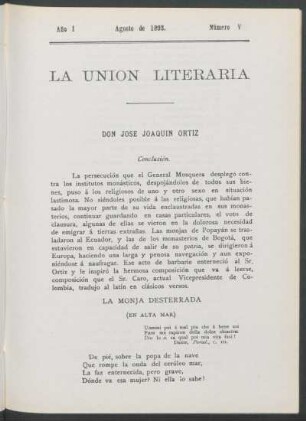 Año I Agosto de 1893. Número V
LA UNION LITERARIA
DON JOSE JOAQUIN ORTIZ
Conclusión.
La persecución que el General Mosquera desplegó contra
los institutos monásticos, despojándoles de todos sus bienes,
puso á los religiosos de uno y otro sexo en situación
lastimosa. No siéndoles posible á las religiosas, que habían pasado
la mayor parte de su vida enclaustradas en sus monasterios,
continuar guardando en casas particulares, el voto de
clausura, algunas de ellas se vieron en la dolorosa necesidad
de emigrar á tierras extrañas. Las monjas de Popayán se trasladaron
al Ecuador, y las de los monasterios de Bogotá, que
estuvieron en capacidad de salir de su patria, se dirigieron á
Europa, haciendo una larga y penosa navegación y aun exponiéndose
á naufragar. Ese acto de barbarie enterneció al Sr.
Ortiz y le inspiró la hermosa composición que va á leerse,
composición que el Sr. Caro, actual Vicepresidente de Colombia,
tradujo al latín en clásicos versos.
LA MONJA DESTERRADA
(EN ALTA MAR)
De pié, sobre la popa de la nave
Que rompe la onda del cerúleo mar,
La faz enternecida, pero grave,
Dónde va esa mujer? Ni ella lo sabe!